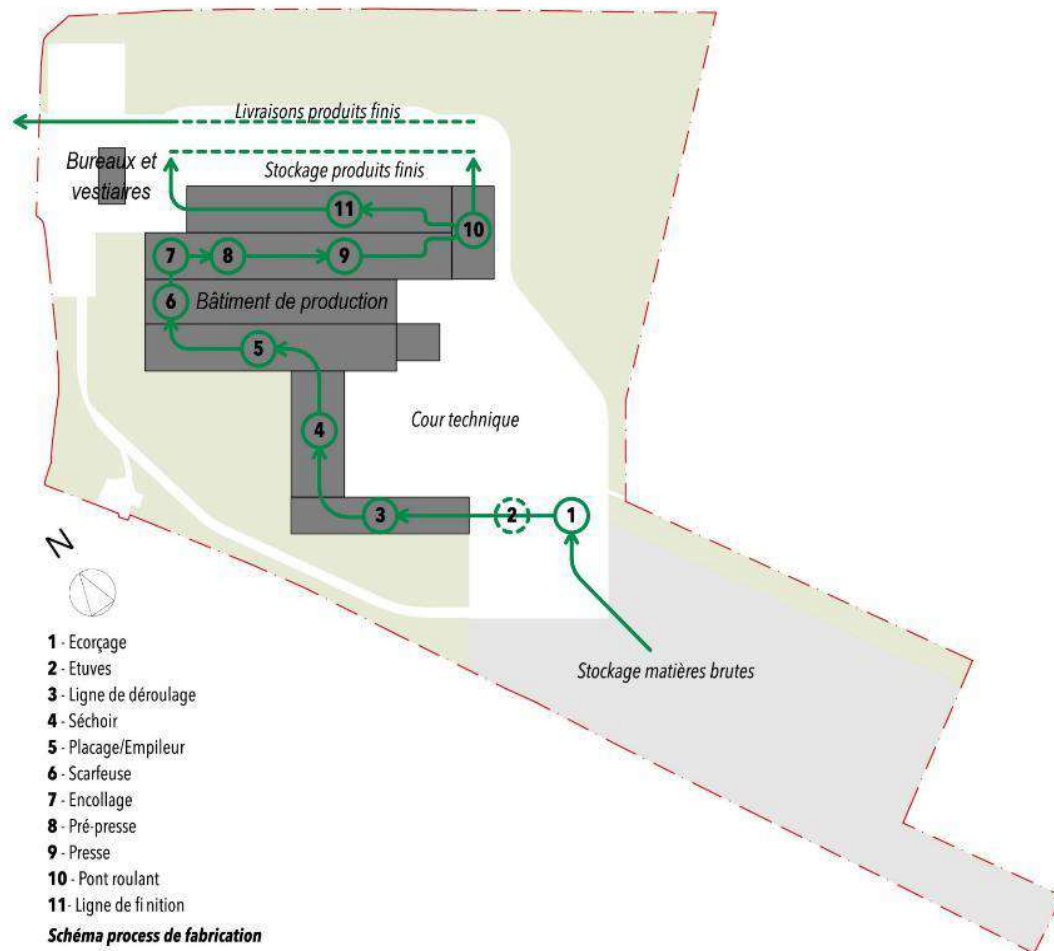 Livraisons produits finis
Bureaux et
vestiaires
Stockage produits finis
11
10
7
8
9
6
Bâtiment de production
5
Cour technique
4
3
2
1
N
Stockage matières brutes
1 - Ecorçage
2 - Etuves
3 - Ligne de déroulage
4 - Séchoir
5 - Placage/Empileur
6 - Scarfeuse
7 - Encollage
8 - Pré-presse
9 - Presse
10 - Pont roulant
11- Ligne de fi nition
Schéma process de fabrication